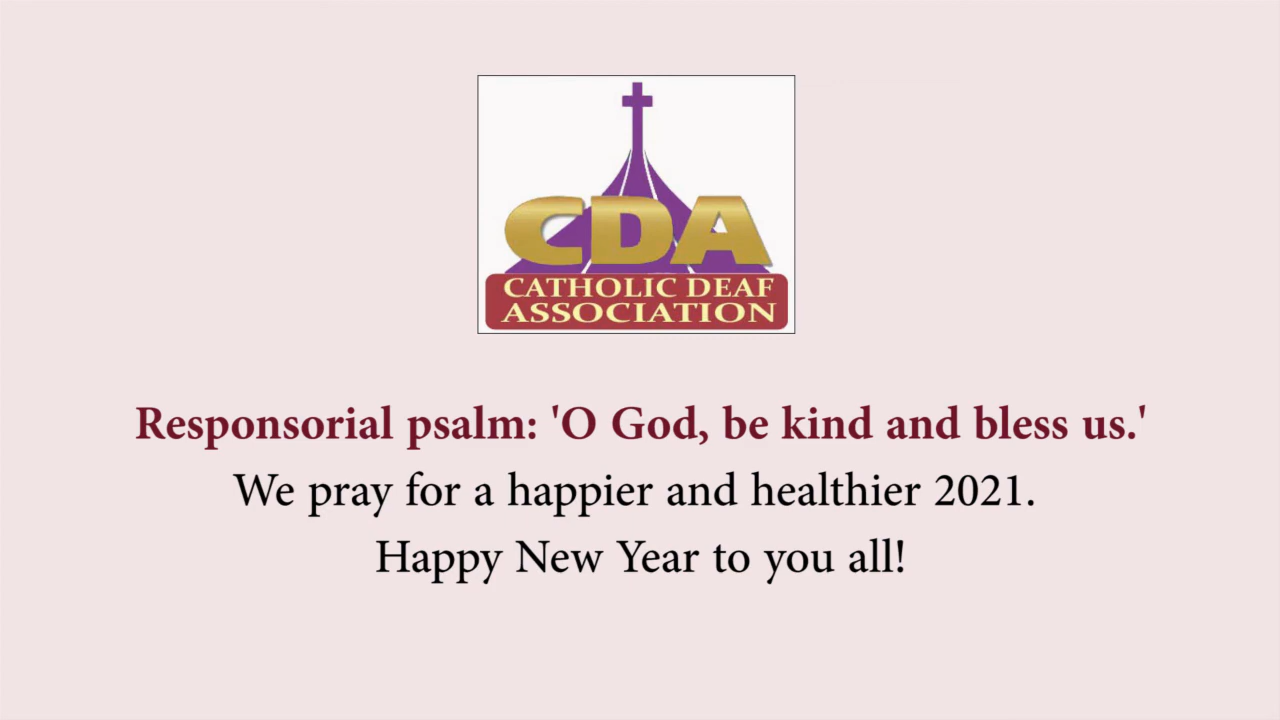 CDA
CATHOLIC DEAF
ASSOCIATION
Responsorial psalm: 'O God, be kind and bless us.'
We pray for a happier and healthier 2021.
Happy New Year to you all!